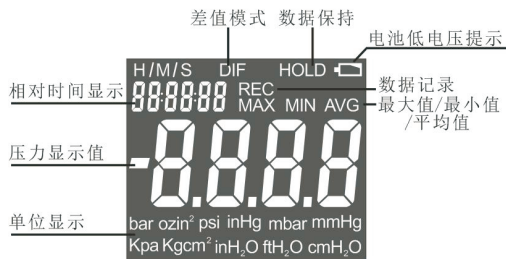 差值模式 数据保持
电池低电压提示
H/M/S DIF HOLD
相对时间显示 88:88:88 REC 数据记录
MAX MIN AVG 最大值/最小值
/平均值
压力显示值 -8.8.8.8
bar ozin² psi inHg mbar mmHg
单位显示
Kpa Kgcm² inH₂O ftH₂O cmH₂O